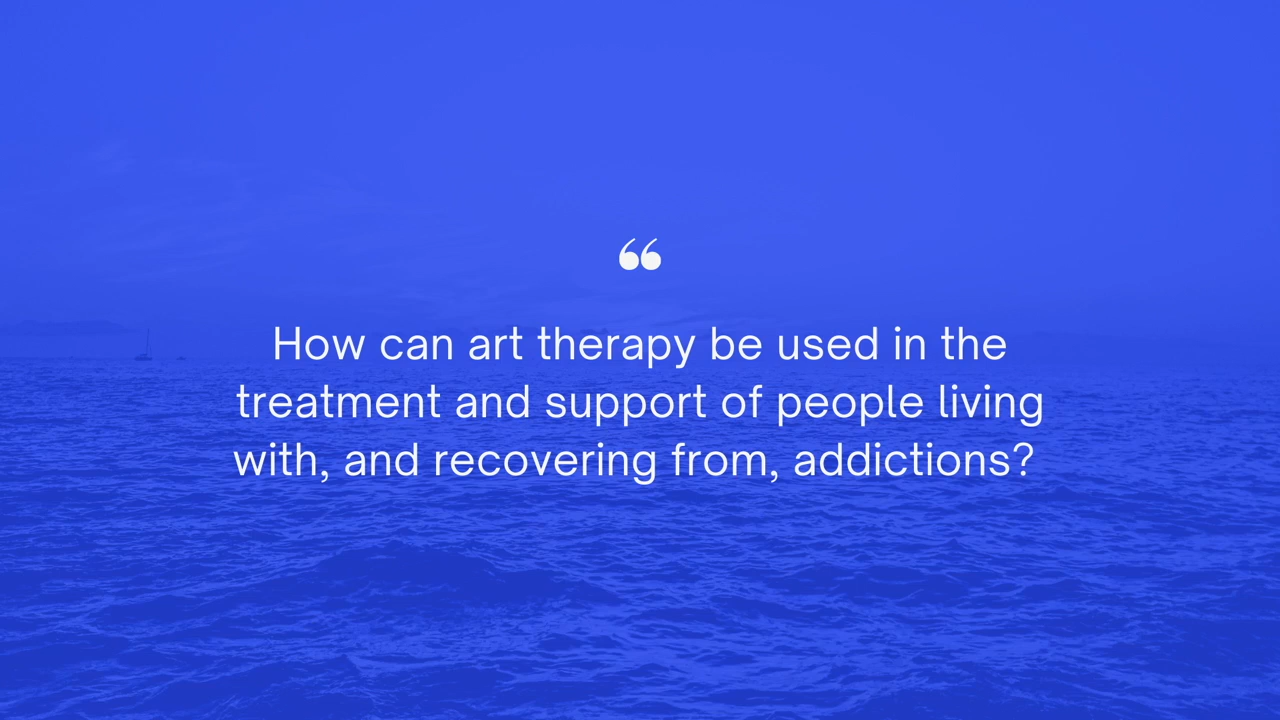 “
How can art therapy be used in the
treatment and support of people living
with, and recovering from, addictions?